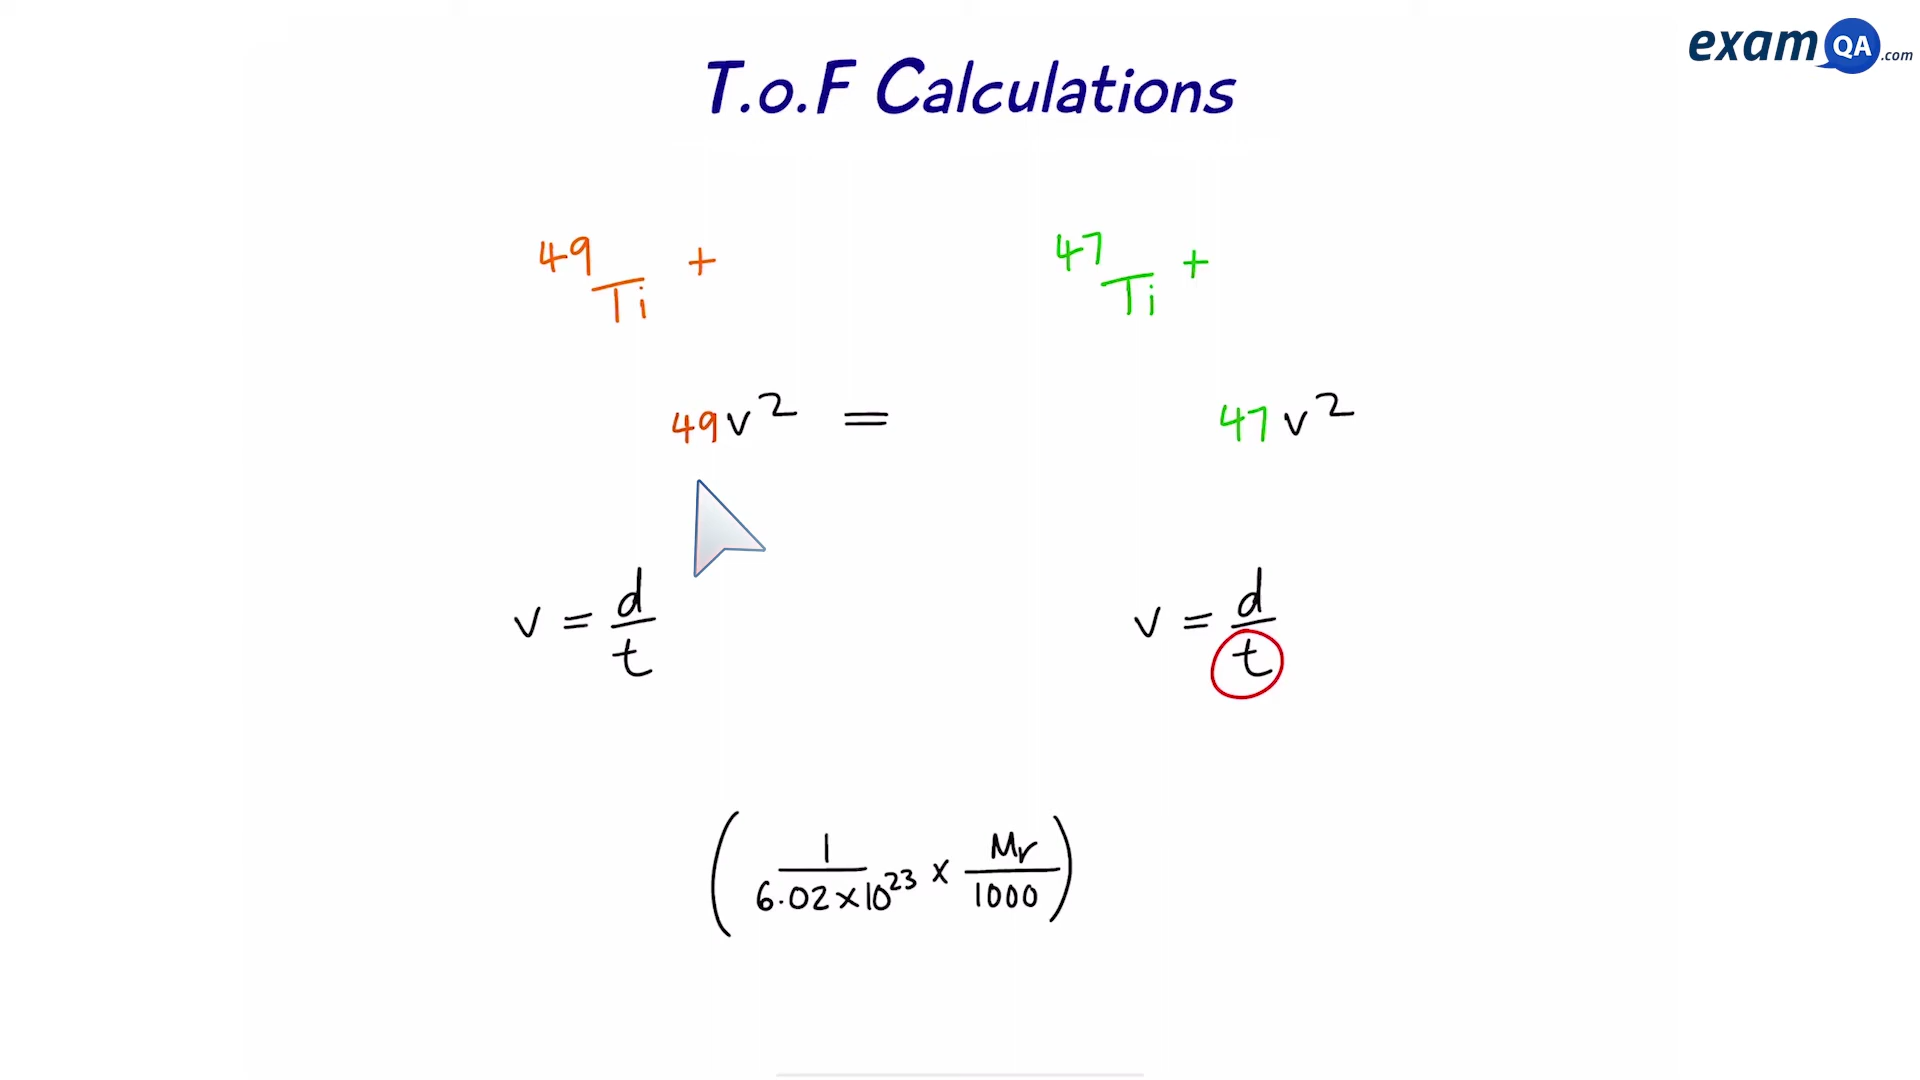 examQA.com
T.o.F Calculations
⁴⁹Ti⁺ ⁴⁷Ti⁺
49v² = 47v²
v = d/t v = d/t
(1/6.02×10²³ × Mr/1000)